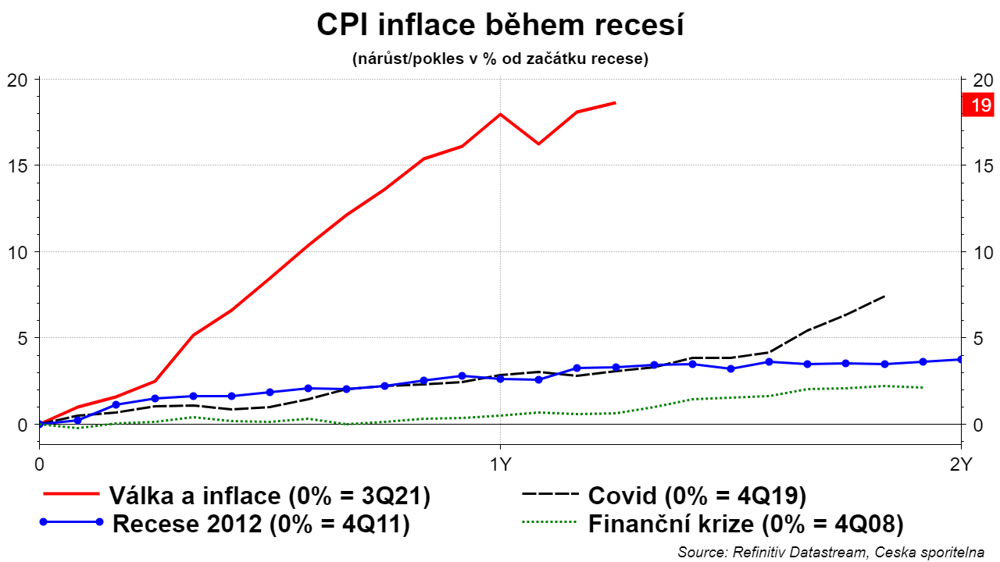 CPI inflace během recesí
(nárůst/pokles v % od začátku recese)
20 20
19
15 15
10 10
5 5
0 0
0 1Y 2Y
Válka a inflace (0% = 3Q21) Covid (0% = 4Q19)
Recese 2012 (0% = 4Q11) Finanční krize (0% = 4Q08)
Source: Refinitiv Datastream, Ceska sporitelna